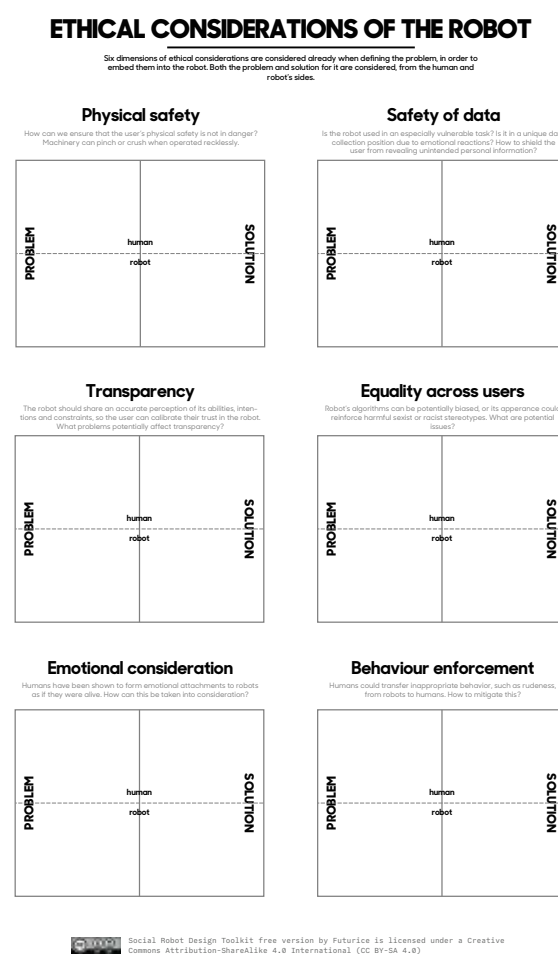 ETHICAL CONSIDERATIONS OF THE ROBOT
Six dimensions of ethical considerations are considered already when defining the problem, in order to
embed them into the robot. Both the problem and solution for it are considered, from the human and
robot's sides.
Physical safety
How can we ensure that the user's physical safety is not in danger?
Machinery can pinch or crush when operated recklessly.
PROBLEM
human
robot
SOLUTION
Safety of data
Is the robot used in an especially vulnerable task? Is it in a unique da
collection position due to emotional reactions? How to shield the
user from revealing unintended personal information?
PROBLEM
human
robot
SOLUTION
Transparency
The robot should share an accurate perception of its abilities, inten-
tions and constraints, so the user can calibrate their trust in the robot.
What problems potentially affect transparency?
PROBLEM
human
robot
SOLUTION
Equality across users
Robot's algorithms can be potentially biased, or its apperance could
reinforce harmful sexist or racist stereotypes. What are potential
issues?
PROBLEM
human
robot
SOLUTION
Emotional consideration
Humans have been shown to form emotional attachments to robots
as if they were alive. How can this be taken into consideration?
PROBLEM
human
robot
SOLUTION
Behaviour enforcement
Humans could transfer inappropriate behavior, such as rudeness,
from robots to humans. How to mitigate this?
PROBLEM
human
robot
SOLUTION
Social Robot Design Toolkit free version by Futurice is licensed under a Creative
Commons Attribution-ShareAlike 4.0 International (CC BY-SA 4.0)